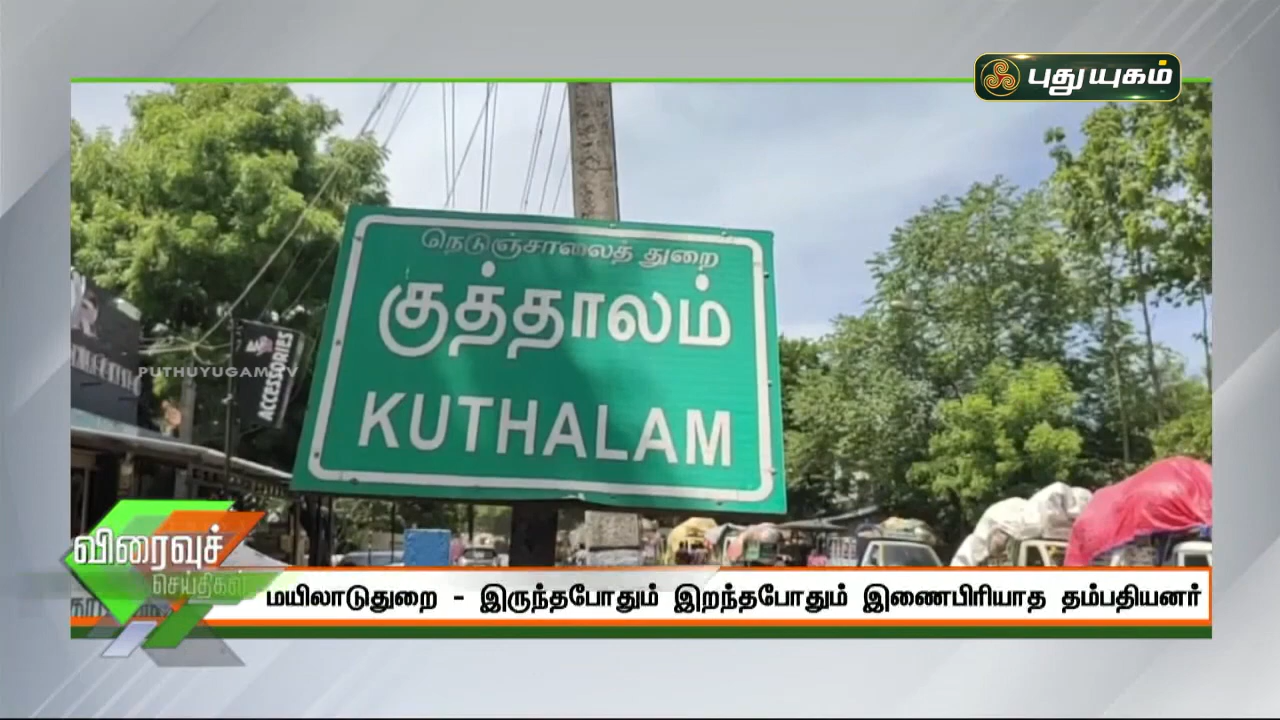 புதுயுகம்
நெடுஞ்சாலைத் துறை
குத்தாலம்
KUTHALAM
ACCESSORIES
PUTHUYUGAM TV
விரைவுச்
செய்திகள்
மயிலாடுதுறை - இருந்தபோதும் இறந்தபோதும் இணைபிரியாத தம்பதியனர்